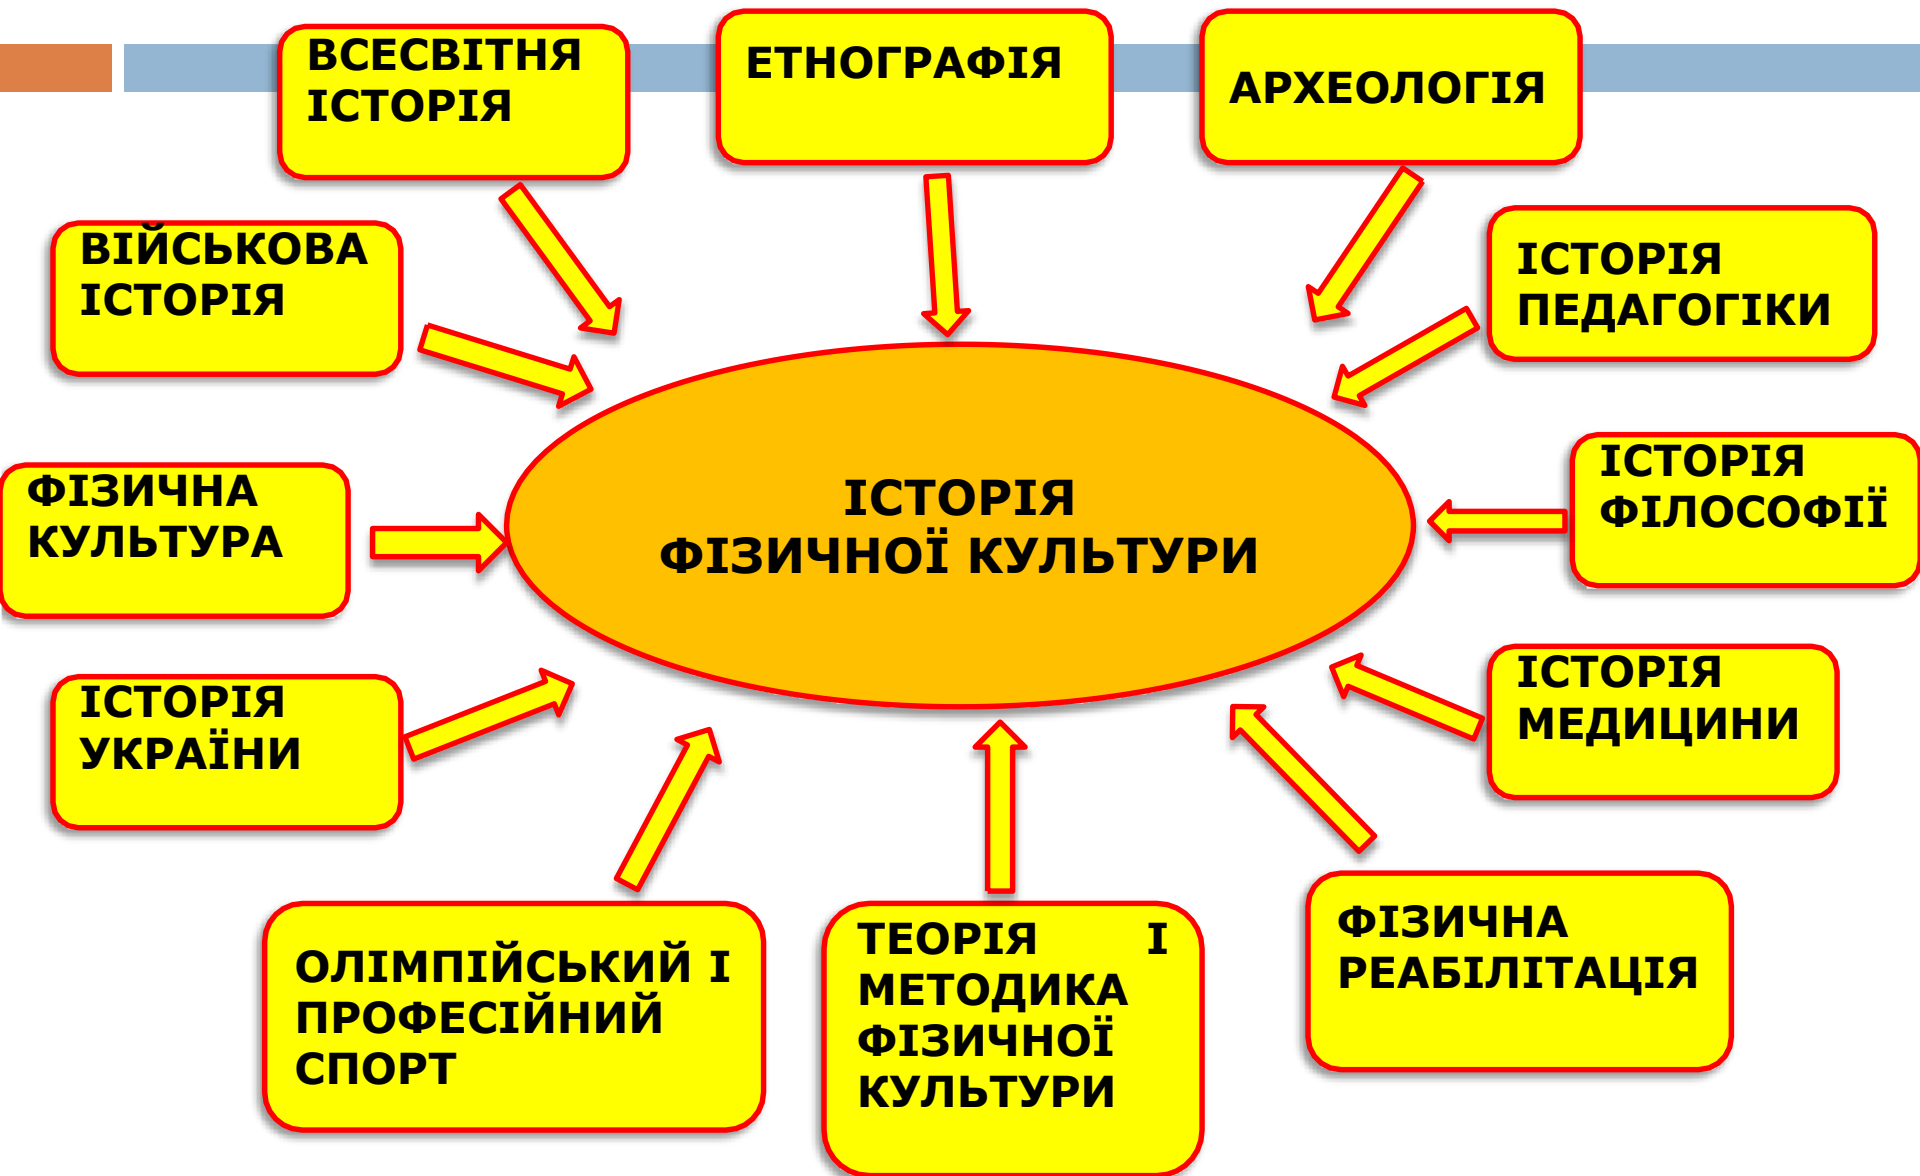 ВСЕСВІТНЯ
ІСТОРІЯ
ЕТНОГРАФІЯ
АРХЕОЛОГІЯ
ВІЙСЬКОВА
ІСТОРІЯ
ІСТОРІЯ
ПЕДАГОГІКИ
ФІЗИЧНА
КУЛЬТУРА
ІСТОРІЯ
ФІЗИЧНОЇ КУЛЬТУРИ
ІСТОРІЯ
ФІЛОСОФІЇ
ІСТОРІЯ
УКРАЇНИ
ІСТОРІЯ
МЕДИЦИНИ
ОЛІМПІЙСЬКИЙ І
ПРОФЕСІЙНИЙ
СПОРТ
ТЕОРІЯ І
МЕТОДИКА
ФІЗИЧНОЇ
КУЛЬТУРИ
ФІЗИЧНА
РЕАБІЛІТАЦІЯ